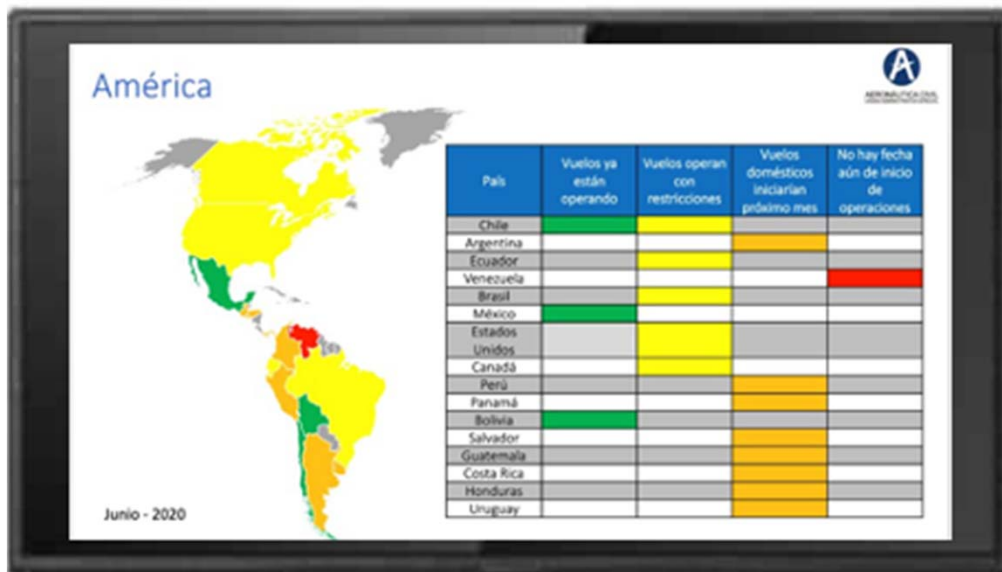 América
AERONÁUTICA CIVIL
País
Vuelos ya
están
operando
Vuelos operan
con
restricciones
Vuelos
domésticos
iniciarían
próximo mes
No hay fecha
aún de inicio
de
operaciones
Chile
Argentina
Ecuador
Venezuela
Brasil
México
Estados
Unidos
Canadá
Perú
Panamá
Bolivia
Salvador
Guatemala
Costa Rica
Honduras
Uruguay
Junio - 2020